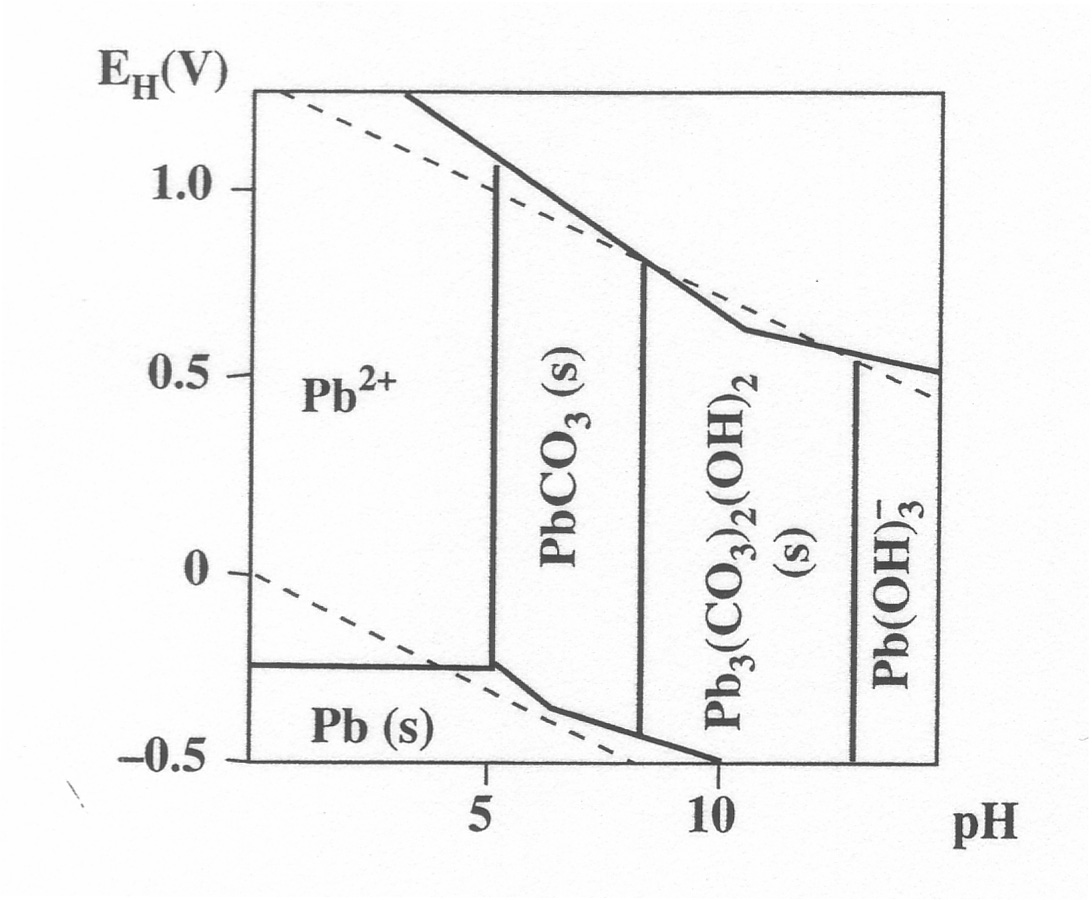 E_H(V)
1.0
0.5
0
–0.5
Pb²⁺
PbCO₃ (s)
Pb₃(CO₃)₂(OH)₂
(s)
Pb(OH)₃⁻
Pb (s)
5
10
pH